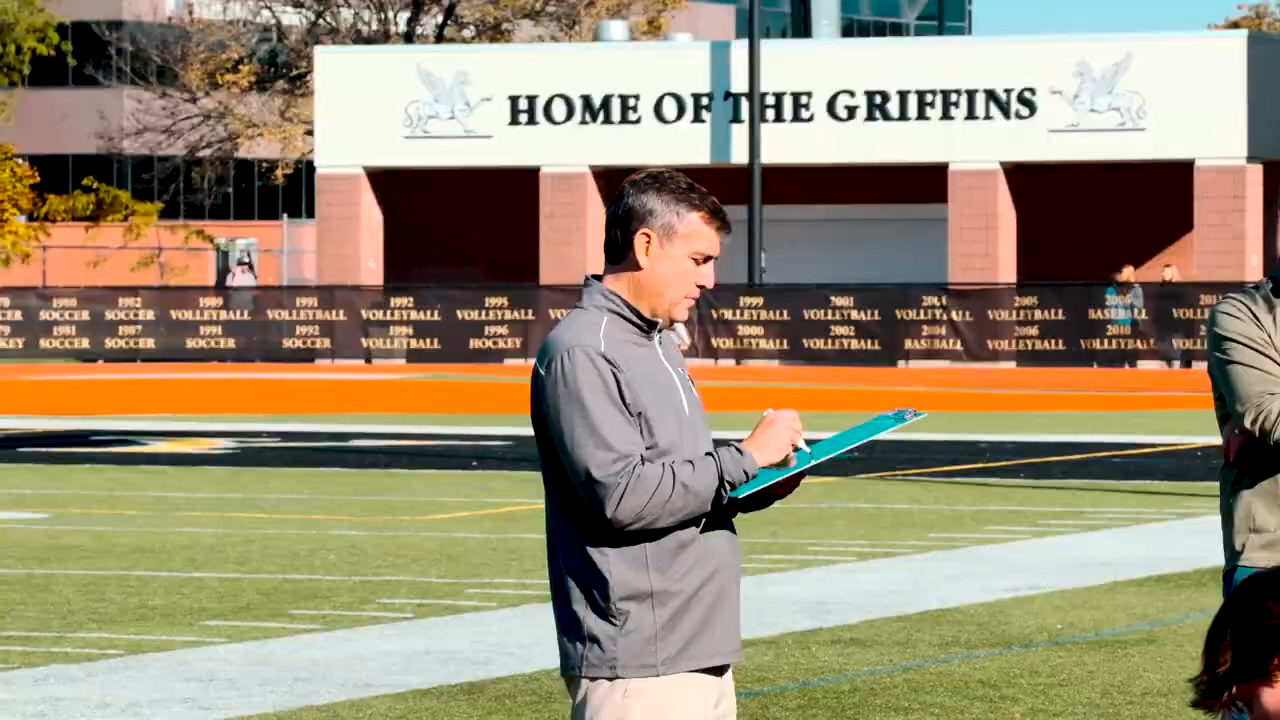 HOME OF THE GRIFFINS
1980 1982 1989 1991 1992 1995 1999 2001 2005 2006
SOCCER SOCCER VOLLEYBALL VOLLEYBALL VOLLEYBALL VOLLEYBALL VOLLEYBALL VOLLEYBALL VOLLEYBALL VOLLEYBALL BASEBALL
1981 1987 1991 1992 1994 1996 2000 2002 2004 2006 2010
SOCCER SOCCER SOCCER SOCCER VOLLEYBALL HOCKEY VOLLEYBALL VOLLEYBALL BASEBALL VOLLEYBALL VOLLEYBALL